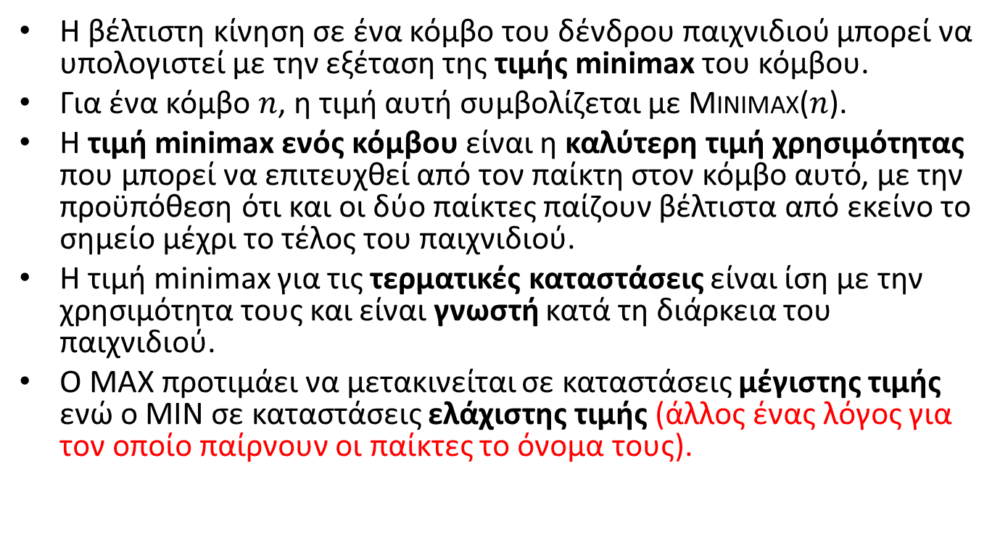 • Η βέλτιστη κίνηση σε ένα κόμβο του δένδρου παιχνιδιού μπορεί να
υπολογιστεί με την εξέταση της τιμής minimax του κόμβου.
• Για ένα κόμβο 𝑛, η τιμή αυτή συμβολίζεται με MINIMAX(𝑛).
• Η τιμή minimax ενός κόμβου είναι η καλύτερη τιμή χρησιμότητας
που μπορεί να επιτευχθεί από τον παίκτη στον κόμβο αυτό, με την
προϋπόθεση ότι και οι δύο παίκτες παίζουν βέλτιστα από εκείνο το
σημείο μέχρι το τέλος του παιχνιδιού.
• Η τιμή minimax για τις τερματικές καταστάσεις είναι ίση με την
χρησιμότητα τους και είναι γνωστή κατά τη διάρκεια του
παιχνιδιού.
• Ο MAX προτιμάει να μετακινείται σε καταστάσεις μέγιστης τιμής
ενώ ο MIN σε καταστάσεις ελάχιστης τιμής (άλλος ένας λόγος για
τον οποίο παίρνουν οι παίκτες το όνομα τους).